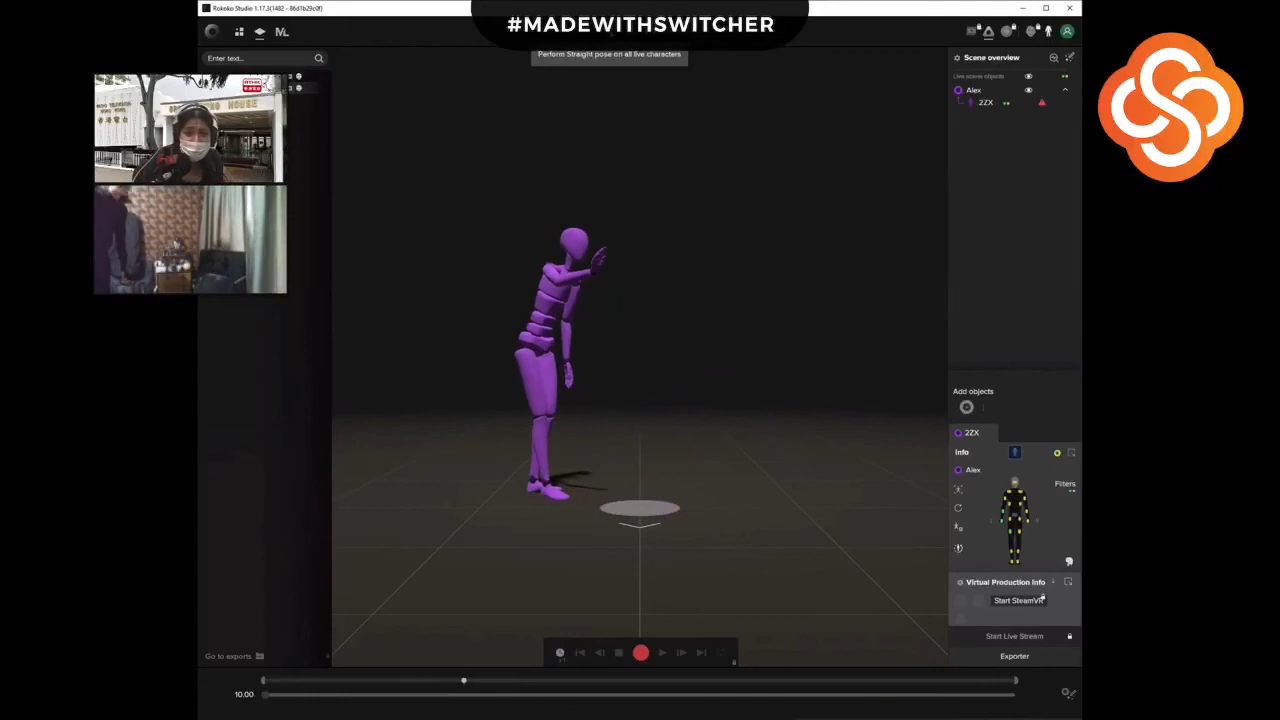 Rokoko Studio 1.17.3(1482 - 86d1b29c0f)
#MADEWITHSWITCHER
Perform Straight pose on all live characters
Enter text...
Scene overview
Live scene objects
Alex
2ZX
Add objects
2ZX
Info
Alex
Filters
Virtual Production Info
Start SteamVR
Start Live Stream
Exporter
Go to exports
10.00